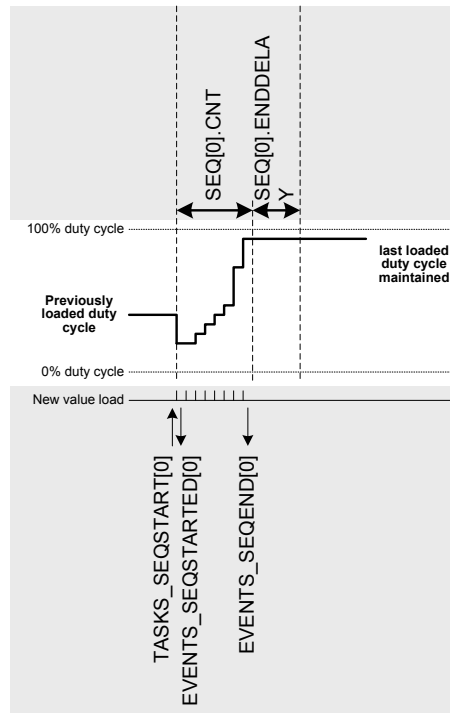 SEQ[0].CNT
SEQ[0].ENDDELA
Y
100% duty cycle
last loaded
duty cycle
maintained
Previously
loaded duty
cycle
0% duty cycle
New value load
TASKS_SEQSTART[0]
EVENTS_SEQSTARTED[0]
EVENTS_SEQEND[0]